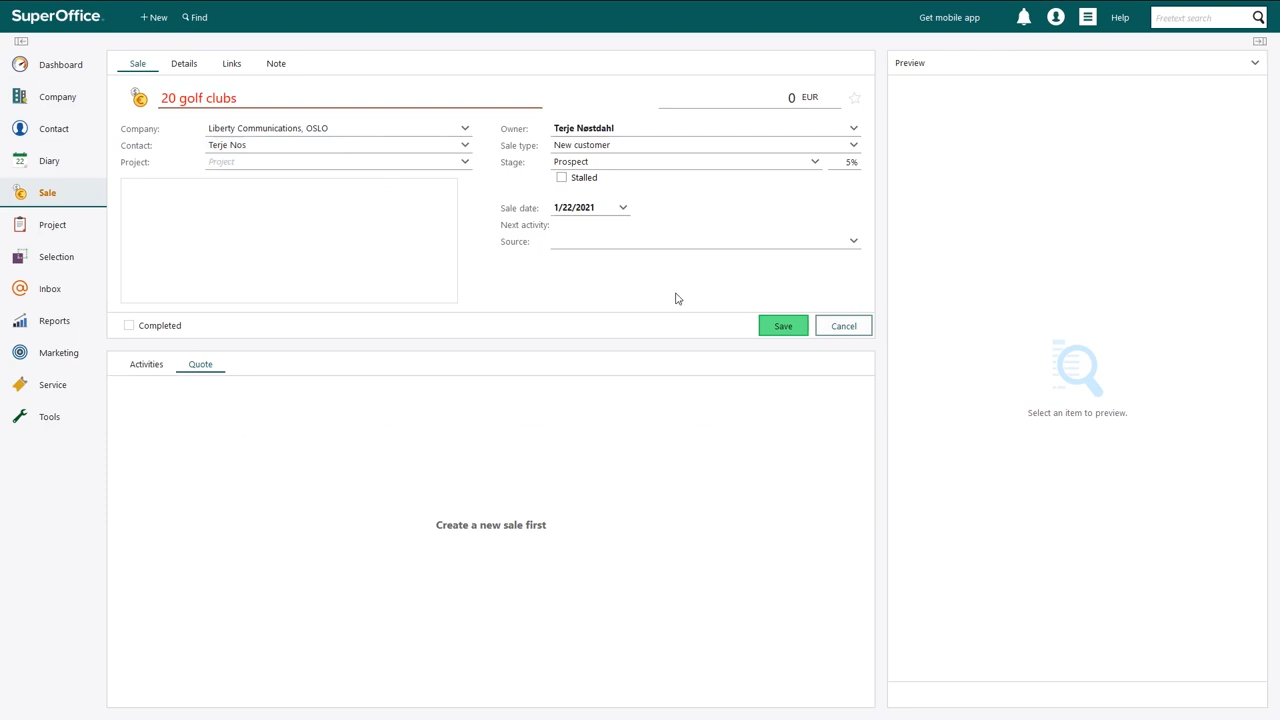 SuperOffice.
+ New
Find
Get mobile app
Help
Freetext search
Dashboard
Company
Contact
22
Diary
Sale
Project
Selection
Inbox
Reports
Marketing
Service
Tools
Sale
Details
Links
Note
20 golf clubs
0 EUR
Company: Liberty Communications, OSLO
Contact: Terje Nos
Project: Project
Owner: Terje Nøstdahl
Sale type: New customer
Stage: Prospect 5%
Stalled
Sale date: 1/22/2021
Next activity:
Source:
Completed
Save
Cancel
Activities
Quote
Create a new sale first
Preview
Select an item to preview.